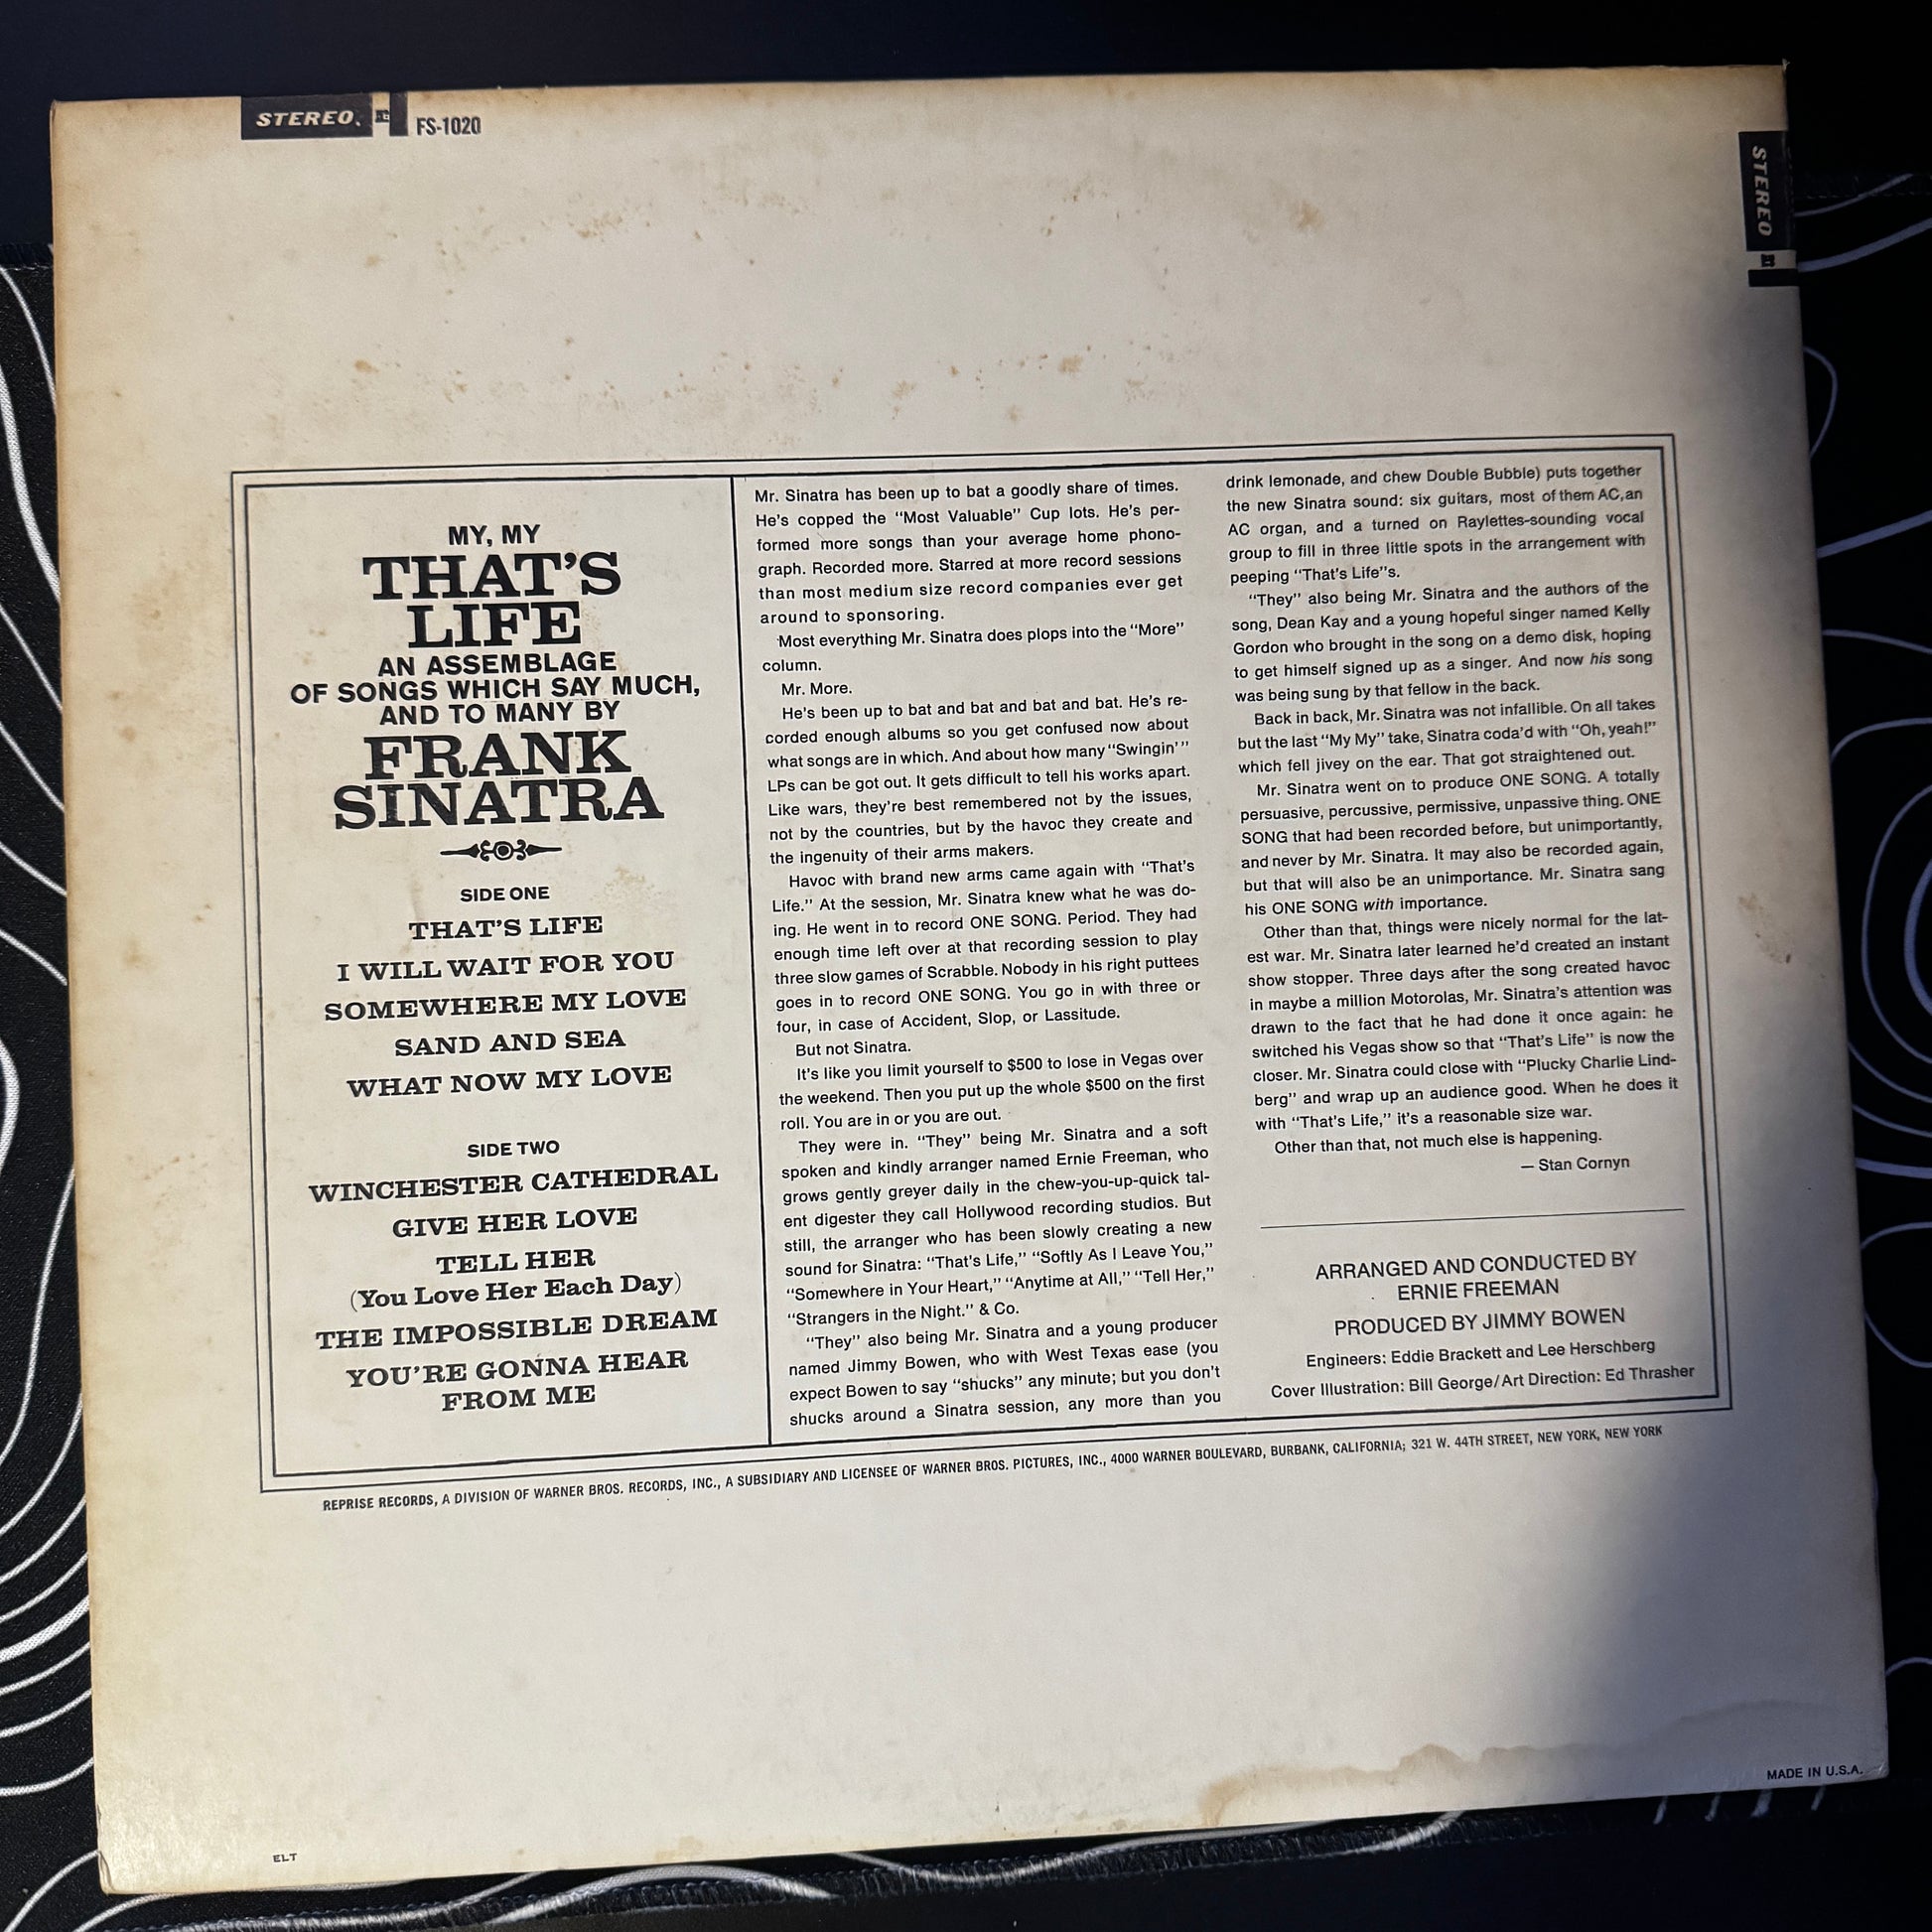 STEREO
FS-1020
STEREO
MY, MY
THAT'S
LIFE
AN ASSEMBLAGE
OF SONGS WHICH SAY MUCH,
AND TO MANY BY
FRANK
SINATRA
SIDE ONE
THAT'S LIFE
I WILL WAIT FOR YOU
SOMEWHERE MY LOVE
SAND AND SEA
WHAT NOW MY LOVE
SIDE TWO
WINCHESTER CATHEDRAL
GIVE HER LOVE
TELL HER
(You Love Her Each Day)
THE IMPOSSIBLE DREAM
YOU'RE GONNA HEAR
FROM ME
Mr. Sinatra has been up to bat a goodly share of times.
He's copped the "Most Valuable" Cup lots. He's per-
formed more songs than your average home phono-
graph. Recorded more. Starred at more record sessions
than most medium size record companies ever get
around to sponsoring.
Most everything Mr. Sinatra does plops into the "More"
column.
Mr. More.
He's been up to bat and bat and bat and bat. He's re-
corded enough albums so you get confused now about
what songs are in which. And about how many "Swingin'"
LPs can be got out. It gets difficult to tell his works apart.
Like wars, they're best remembered not by the issues,
not by the countries, but by the havoc they create and
the ingenuity of their arms makers.
Havoc with brand new arms came again with "That's
Life." At the session, Mr. Sinatra knew what he was do-
ing. He went in to record ONE SONG. Period. They had
enough time left over at that recording session to play
three slow games of Scrabble. Nobody in his right puttees
goes in to record ONE SONG. You go in with three or
four, in case of Accident, Slop, or Lassitude.
But not Sinatra.
It's like you limit yourself to $500 to lose in Vegas over
the weekend. Then you put up the whole $500 on the first
roll. You are in or you are out.
They were in. "They" being Mr. Sinatra and a soft
spoken and kindly arranger named Ernie Freeman, who
grows gently greyer daily in the chew-you-up-quick tal-
ent digester they call Hollywood recording studios. But
still, the arranger who has been slowly creating a new
sound for Sinatra: "That's Life," "Softly As I Leave You,"
"Somewhere in Your Heart," "Anytime at All," "Tell Her,"
"Strangers in the Night." & Co.
"They" also being Mr. Sinatra and a young producer
named Jimmy Bowen, who with West Texas ease (you
expect Bowen to say "shucks" any minute; but you don't
shucks around a Sinatra session, any more than you
drink lemonade, and chew Double Bubble) puts together
the new Sinatra sound: six guitars, most of them AC, an
AC organ, and a turned on Raylettes-sounding vocal
group to fill in three little spots in the arrangement with
peeping "That's Life"s.
"They" also being Mr. Sinatra and the authors of the
song, Dean Kay and a young hopeful singer named Kelly
Gordon who brought in the song on a demo disk, hoping
to get himself signed up as a singer. And now his song
was being sung by that fellow in the back.
Back in back, Mr. Sinatra was not infallible. On all takes
but the last "My My" take, Sinatra coda'd with "Oh, yeah!"
which fell jivey on the ear. That got straightened out.
Mr. Sinatra went on to produce ONE SONG. A totally
persuasive, percussive, permissive, unpassive thing. ONE
SONG that had been recorded before, but unimportantly,
and never by Mr. Sinatra. It may also be recorded again,
but that will also be an unimportance. Mr. Sinatra sang
his ONE SONG with importance.
Other than that, things were nicely normal for the lat-
est war. Mr. Sinatra later learned he'd created an instant
show stopper. Three days after the song created havoc
in maybe a million Motorolas, Mr. Sinatra's attention was
drawn to the fact that he had done it once again: he
switched his Vegas show so that "That's Life" is now the
closer. Mr. Sinatra could close with "Plucky Charlie Lind-
berg" and wrap up an audience good. When he does it
with "That's Life," it's a reasonable size war.
Other than that, not much else is happening.
— Stan Cornyn
ARRANGED AND CONDUCTED BY
ERNIE FREEMAN
PRODUCED BY JIMMY BOWEN
Engineers: Eddie Brackett and Lee Herschberg
Cover Illustration: Bill George/Art Direction: Ed Thrasher
REPRISE RECORDS, A DIVISION OF WARNER BROS. RECORDS, INC., A SUBSIDIARY AND LICENSEE OF WARNER BROS. PICTURES, INC., 4000 WARNER BOULEVARD, BURBANK, CALIFORNIA; 321 W. 44TH STREET, NEW YORK, NEW YORK
MADE IN U.S.A.
ELT